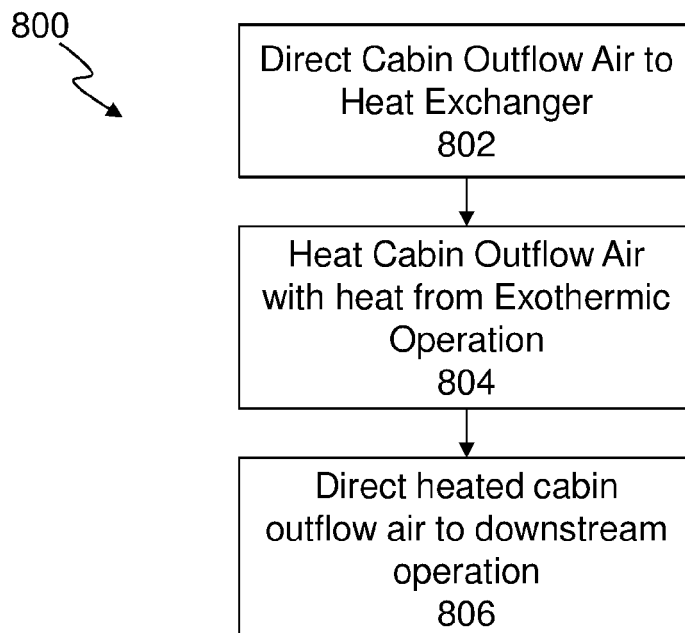 800
Direct Cabin Outflow Air to
Heat Exchanger
802
Heat Cabin Outflow Air
with heat from Exothermic
Operation
804
Direct heated cabin
outflow air to downstream
operation
806